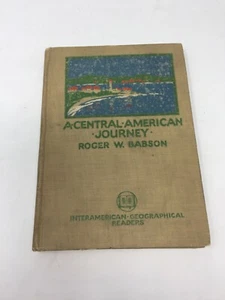 A·CENTRAL·AMERICAN
·JOURNEY·
ROGER W. BABSON
INTERAMERICAN·GEOGRAPHICAL
READERS